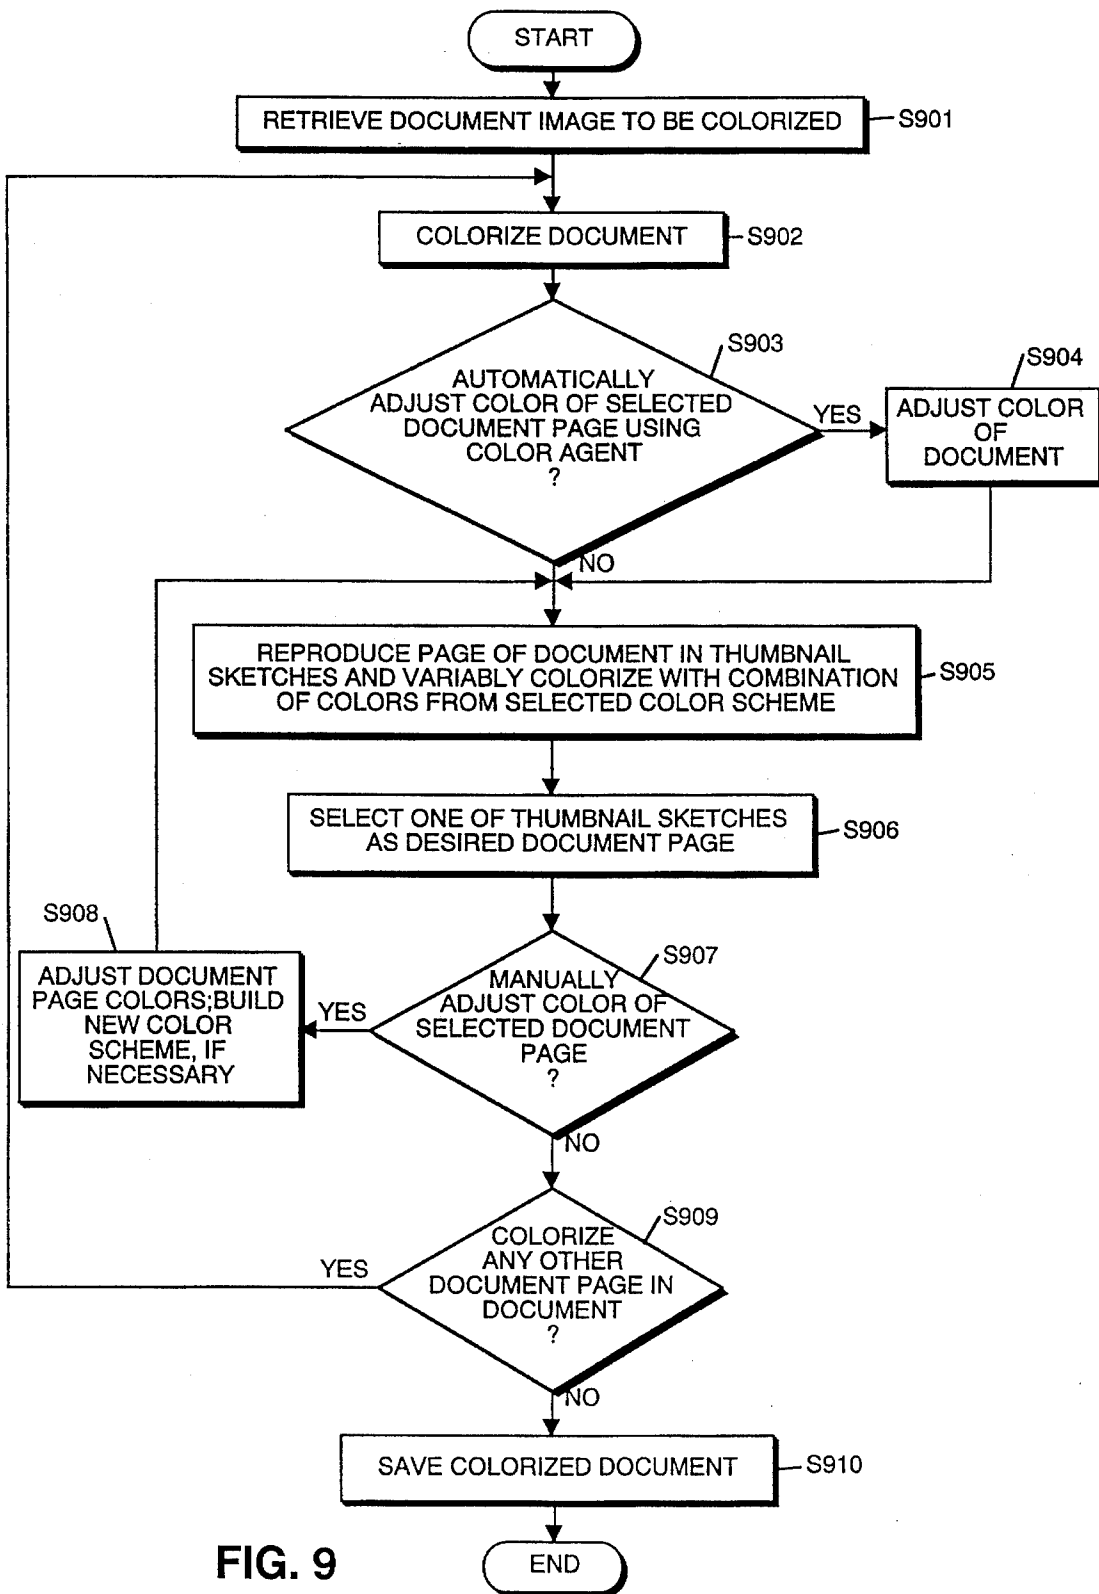 START
RETRIEVE DOCUMENT IMAGE TO BE COLORIZED
S901
COLORIZE DOCUMENT
S902
S903
AUTOMATICALLY
ADJUST COLOR OF SELECTED
DOCUMENT PAGE USING
COLOR AGENT
?
YES
S904
ADJUST COLOR
OF
DOCUMENT
NO
REPRODUCE PAGE OF DOCUMENT IN THUMBNAIL
SKETCHES AND VARIABLY COLORIZE WITH COMBINATION
OF COLORS FROM SELECTED COLOR SCHEME
S905
SELECT ONE OF THUMBNAIL SKETCHES
AS DESIRED DOCUMENT PAGE
S906
S907
MANUALLY
ADJUST COLOR OF
SELECTED DOCUMENT
PAGE
?
YES
S908
ADJUST DOCUMENT
PAGE COLORS;BUILD
NEW COLOR
SCHEME, IF
NECESSARY
NO
S909
COLORIZE
ANY OTHER
DOCUMENT PAGE IN
DOCUMENT
?
YES
NO
SAVE COLORIZED DOCUMENT
S910
END
FIG. 9